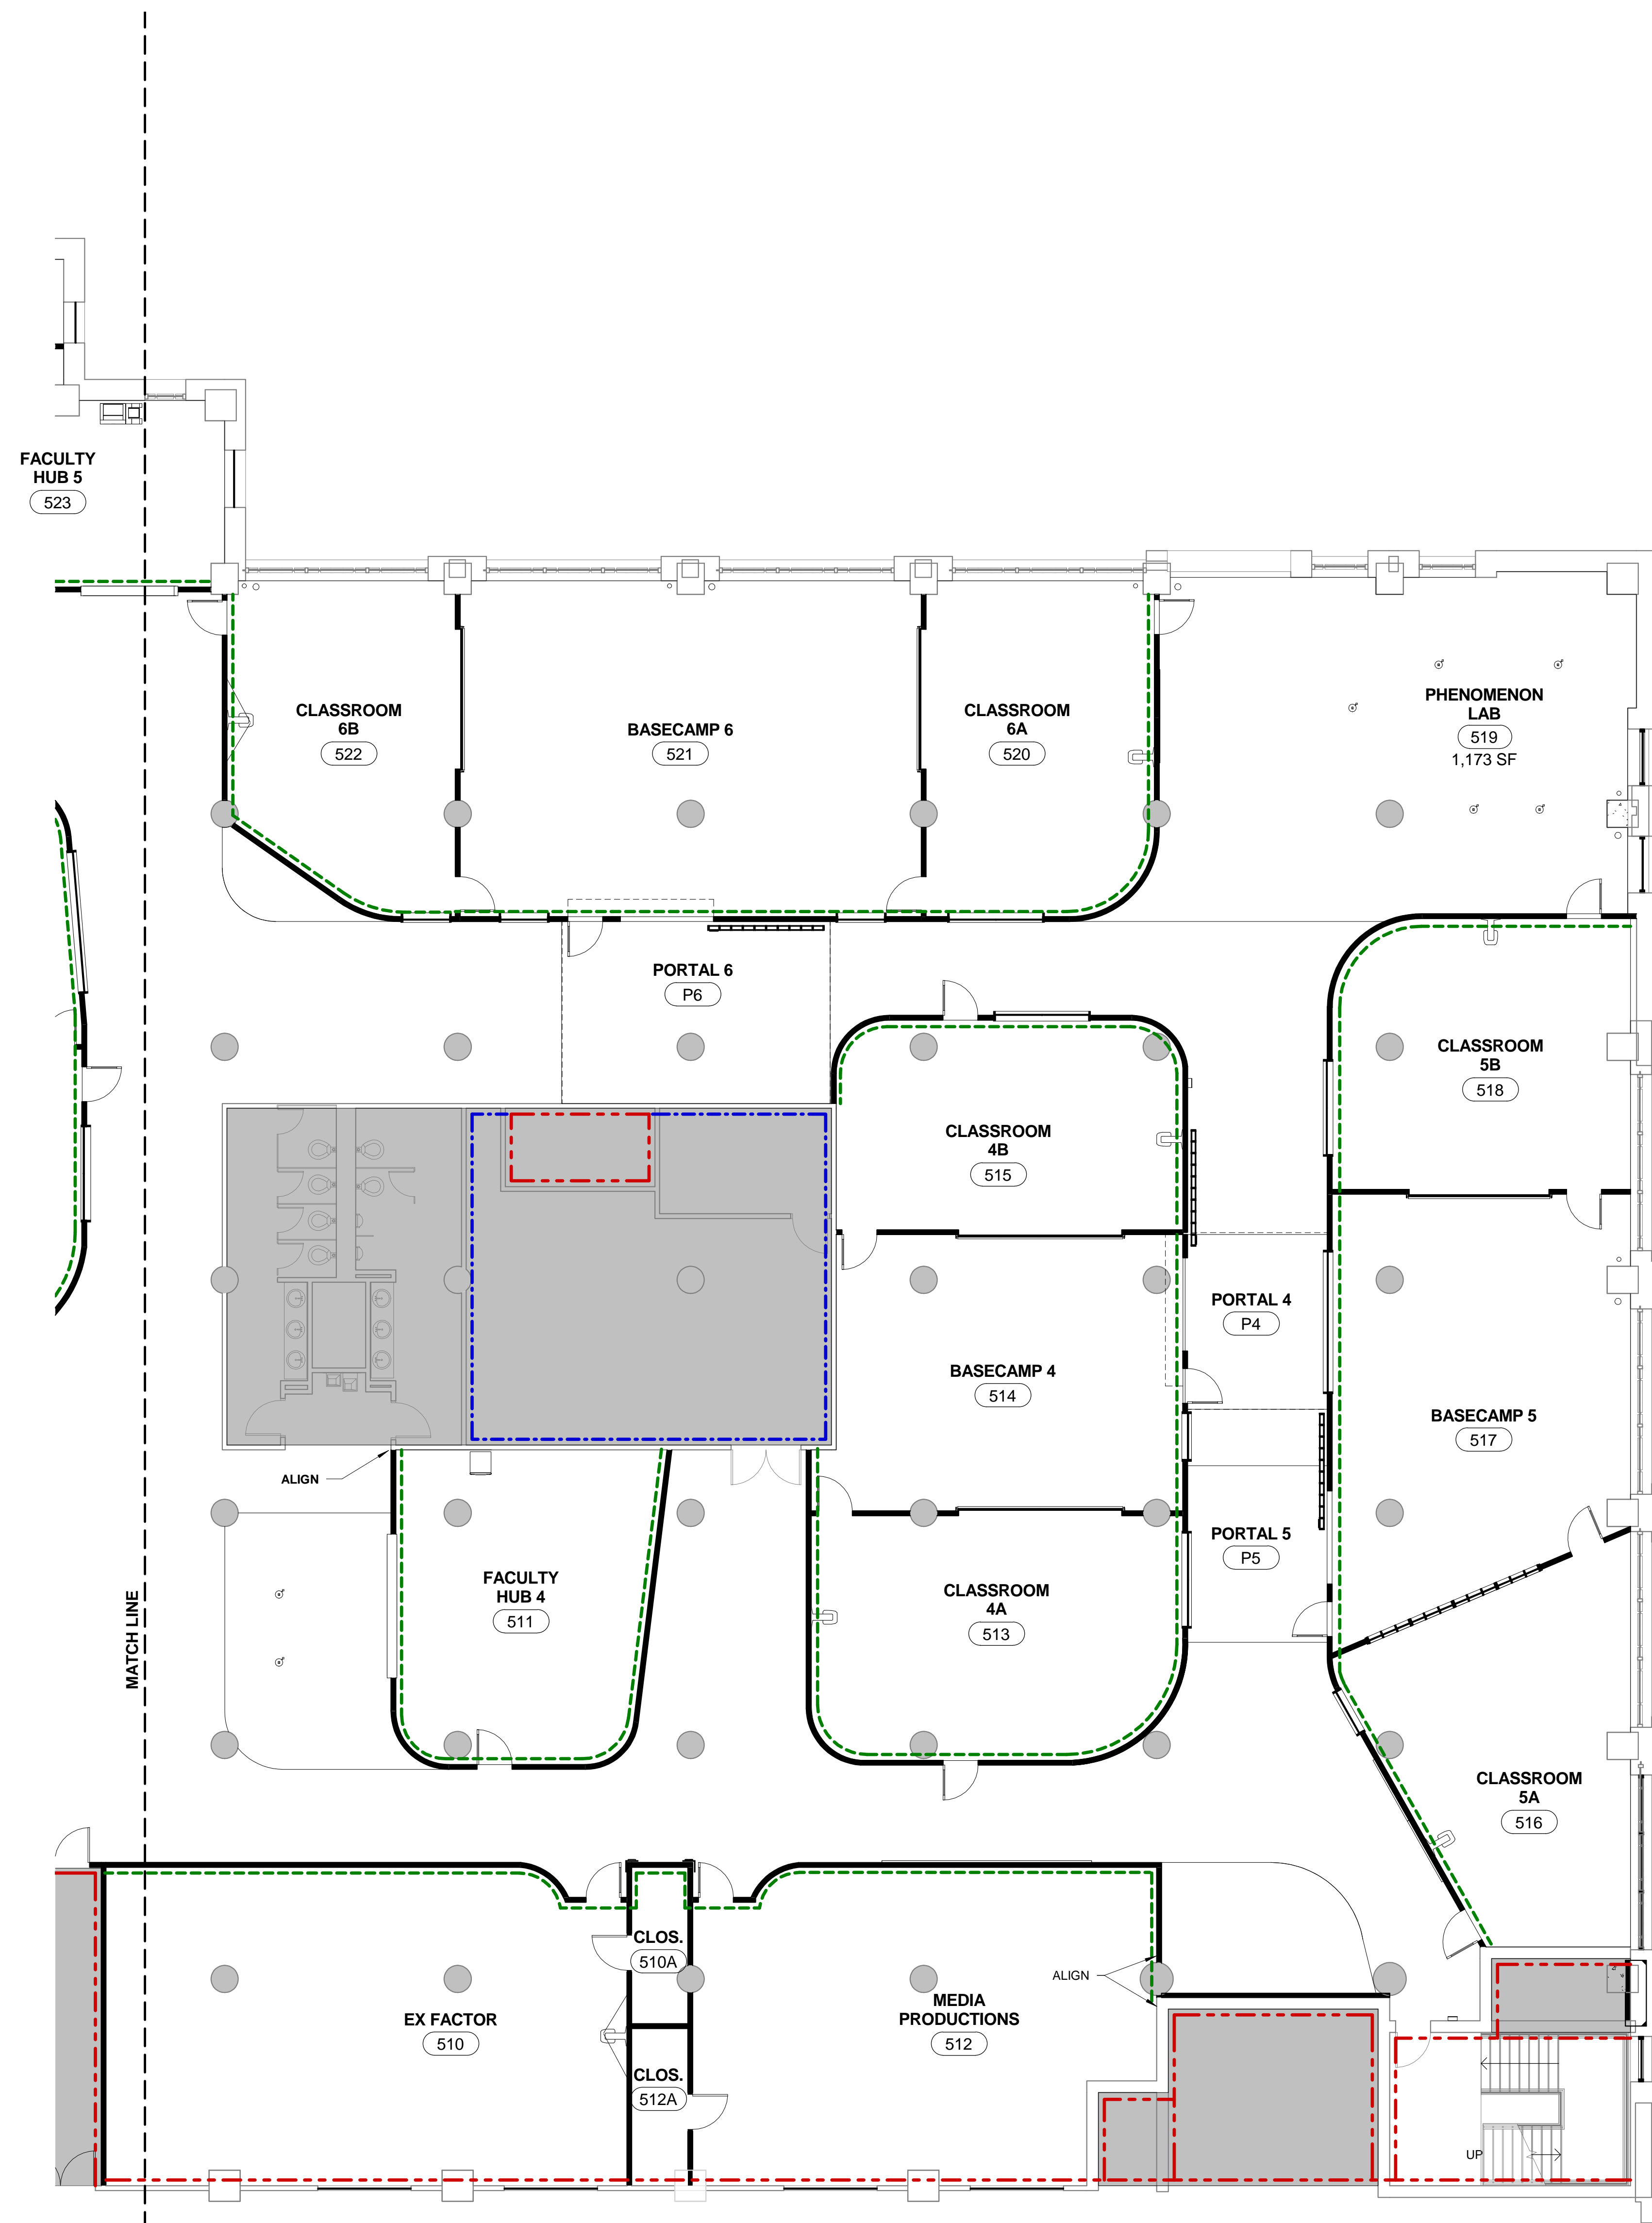 FACULTY
HUB 5
523
CLASSROOM
6B
522
BASECAMP 6
521
CLASSROOM
6A
520
PHENOMENON
LAB
519
1,173 SF
PORTAL 6
P6
CLASSROOM
5B
518
CLASSROOM
4B
515
PORTAL 4
P4
BASECAMP 4
514
BASECAMP 5
517
ALIGN
PORTAL 5
P5
FACULTY
HUB 4
511
CLASSROOM
4A
513
MATCH LINE
CLASSROOM
5A
516
CLOS.
510A
ALIGN
EX FACTOR
510
MEDIA
PRODUCTIONS
512
CLOS.
512A
UP